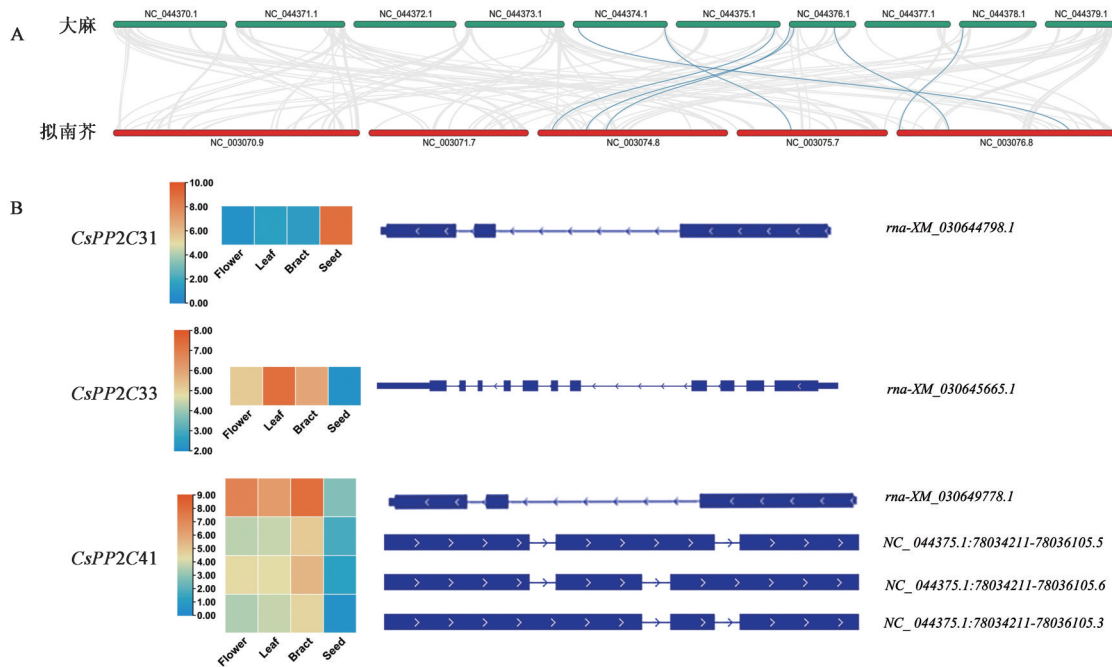 A
大麻
NC_044370.1 NC_044371.1 NC_044372.1 NC_044373.1 NC_044374.1 NC_044375.1 NC_044376.1 NC_044377.1 NC_044378.1 NC_044379.1
拟南芥
NC_003070.9 NC_003071.7 NC_003074.8 NC_003075.7 NC_003076.8
B
CsPP2C31
10.00
8.00
6.00
4.00
2.00
0.00
Flower Leaf Bract Seed
rna-XM_030644798.1
CsPP2C33
8.00
7.00
6.00
5.00
4.00
3.00
2.00
Flower Leaf Bract Seed
rna-XM_030645665.1
CsPP2C41
9.00
8.00
7.00
6.00
5.00
4.00
3.00
2.00
1.00
0.00
Flower Leaf Bract Seed
rna-XM_030649778.1
NC_ 044375.1:78034211-78036105.5
NC_ 044375.1:78034211-78036105.6
NC_ 044375.1:78034211-78036105.3